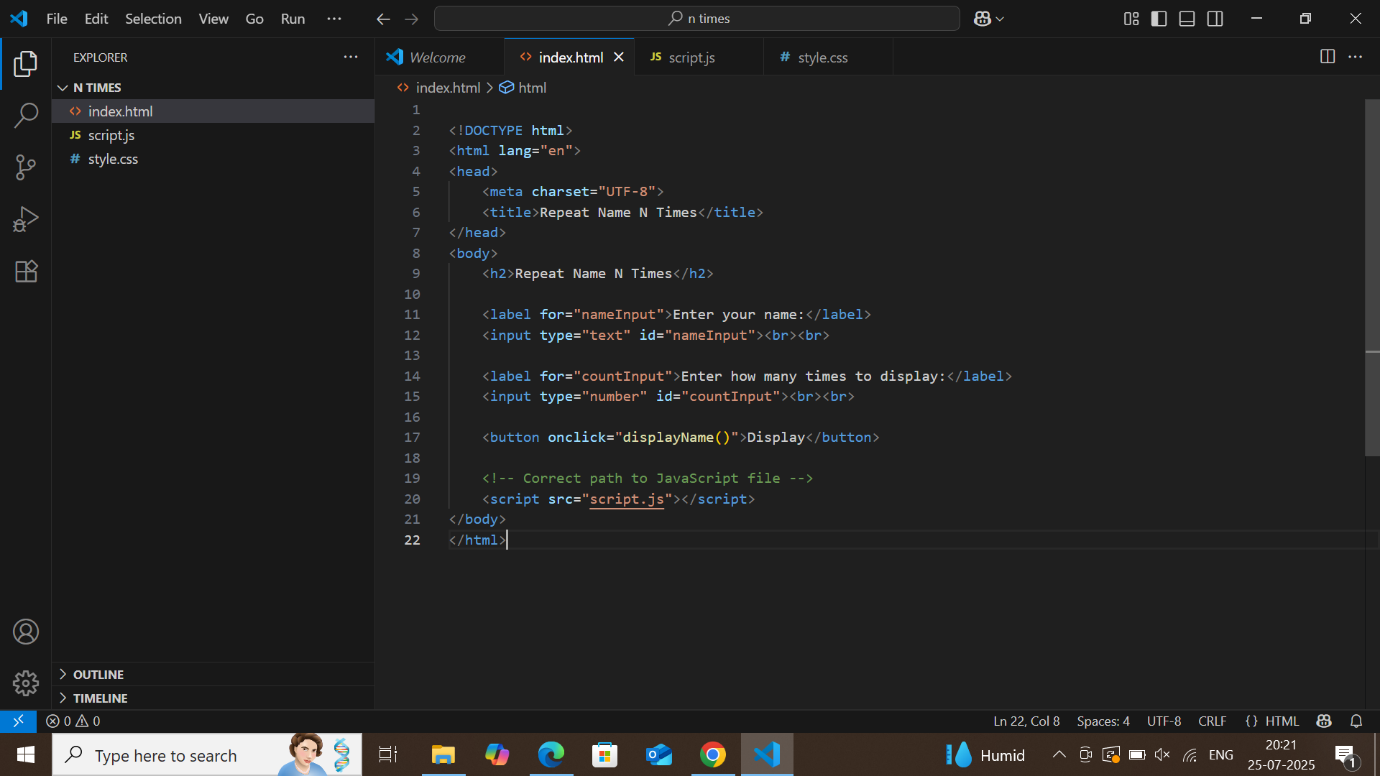 File Edit Selection View Go Run ··· n times
EXPLORER ···
N TIMES
<> index.html
JS script.js
# style.css
OUTLINE
TIMELINE
Welcome <> index.html JS script.js # style.css
<> index.html > html
1
2 <!DOCTYPE html>
3 <html lang="en">
4 <head>
5     <meta charset="UTF-8">
6     <title>Repeat Name N Times</title>
7 </head>
8 <body>
9     <h2>Repeat Name N Times</h2>
10
11     <label for="nameInput">Enter your name:</label>
12     <input type="text" id="nameInput"><br><br>
13
14     <label for="countInput">Enter how many times to display:</label>
15     <input type="number" id="countInput"><br><br>
16
17     <button onclick="displayName()">Display</button>
18
19     <!-- Correct path to JavaScript file -->
20     <script src="script.js"></script>
21 </body>
22 </html>
0 0 Ln 22, Col 8 Spaces: 4 UTF-8 CRLF {} HTML
Type here to search Humid ENG 20:21
25-07-2025 1